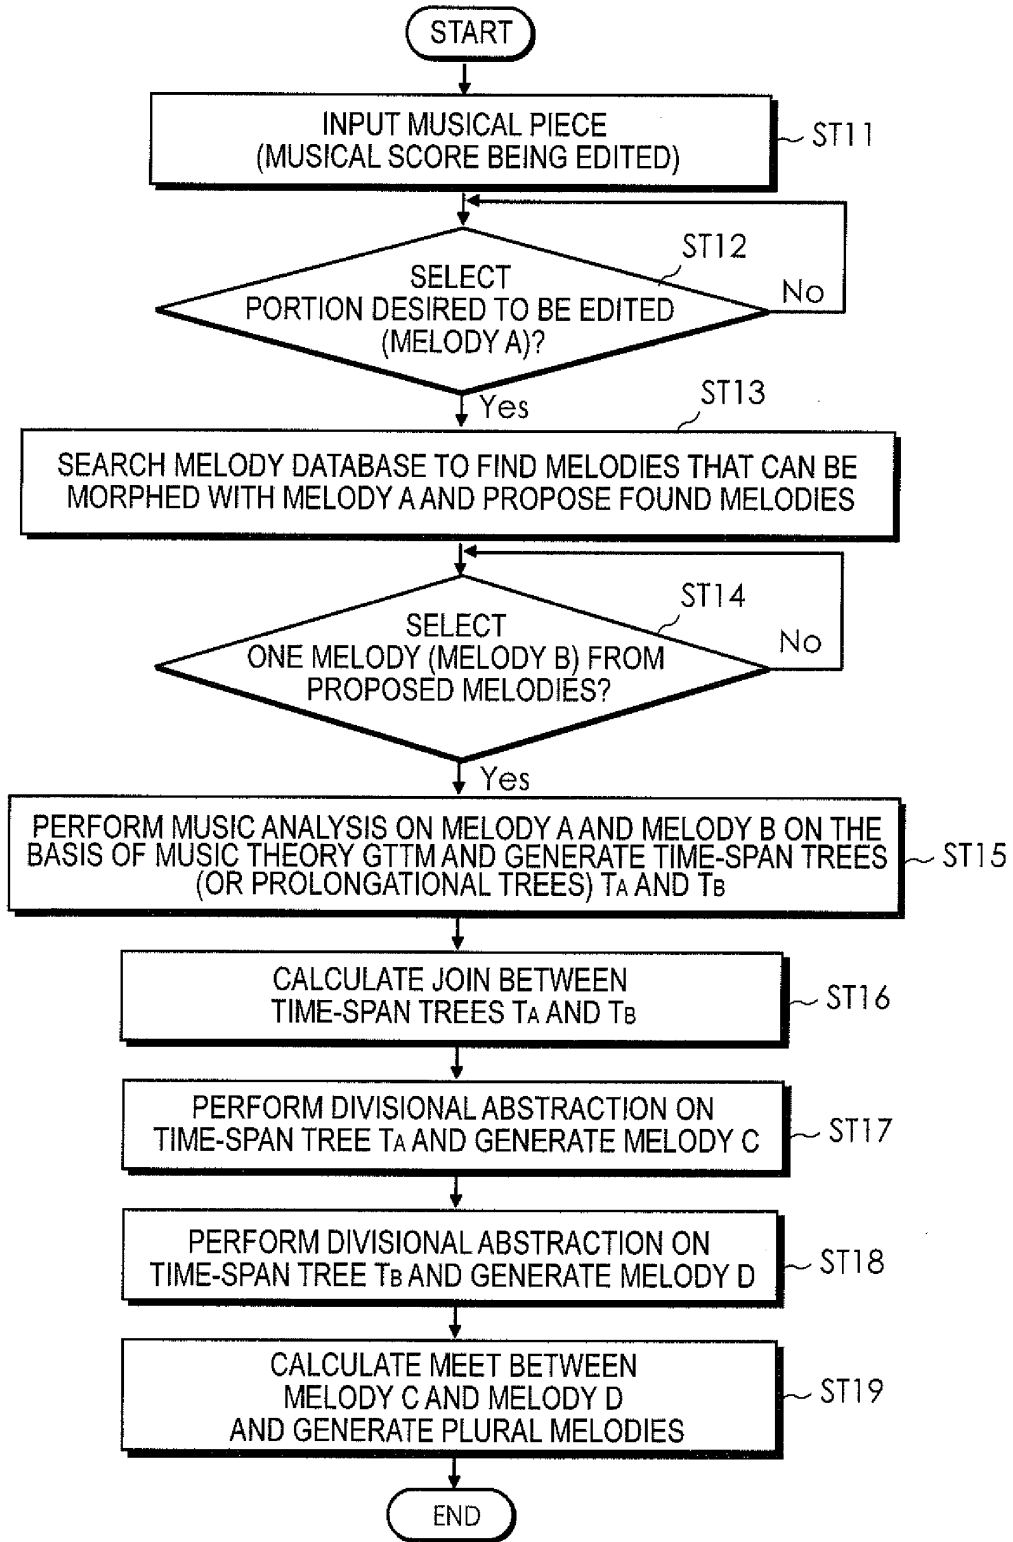 START
INPUT MUSICAL PIECE
(MUSICAL SCORE BEING EDITED)
ST11
ST12
SELECT
PORTION DESIRED TO BE EDITED
(MELODY A)?
No
Yes
ST13
SEARCH MELODY DATABASE TO FIND MELODIES THAT CAN BE
MORPHED WITH MELODY A AND PROPOSE FOUND MELODIES
ST14
SELECT
ONE MELODY (MELODY B) FROM
PROPOSED MELODIES?
No
Yes
PERFORM MUSIC ANALYSIS ON MELODY A AND MELODY B ON THE
BASIS OF MUSIC THEORY GTTM AND GENERATE TIME-SPAN TREES
(OR PROLONGATIONAL TREES) TA AND TB
ST15
CALCULATE JOIN BETWEEN
TIME-SPAN TREES TA AND TB
ST16
PERFORM DIVISIONAL ABSTRACTION ON
TIME-SPAN TREE TA AND GENERATE MELODY C
ST17
PERFORM DIVISIONAL ABSTRACTION ON
TIME-SPAN TREE TB AND GENERATE MELODY D
ST18
CALCULATE MEET BETWEEN
MELODY C AND MELODY D
AND GENERATE PLURAL MELODIES
ST19
END